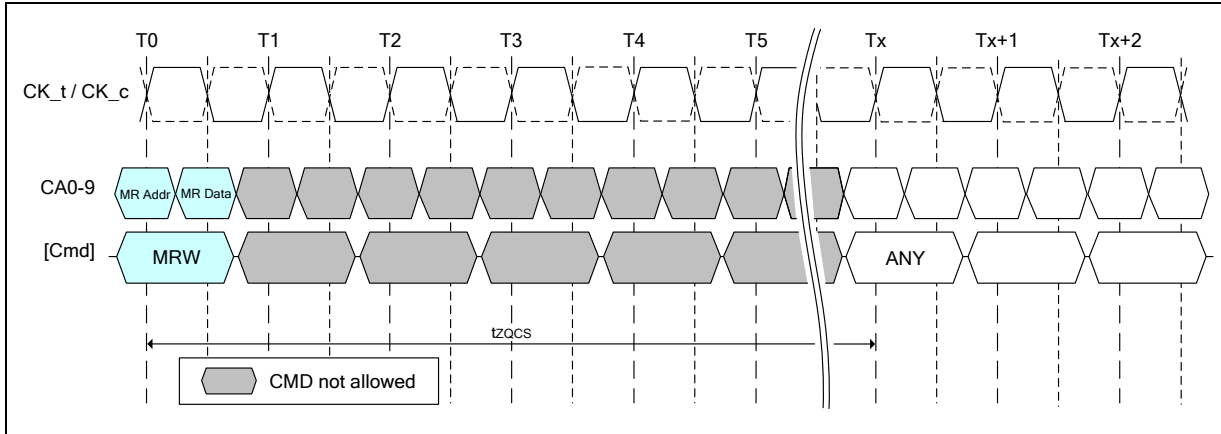 T0 T1 T2 T3 T4 T5 Tx Tx+1 Tx+2
CK_t / CK_c
CA0-9 MR Addr MR Data
[Cmd] MRW ANY
tZQCS
CMD not allowed